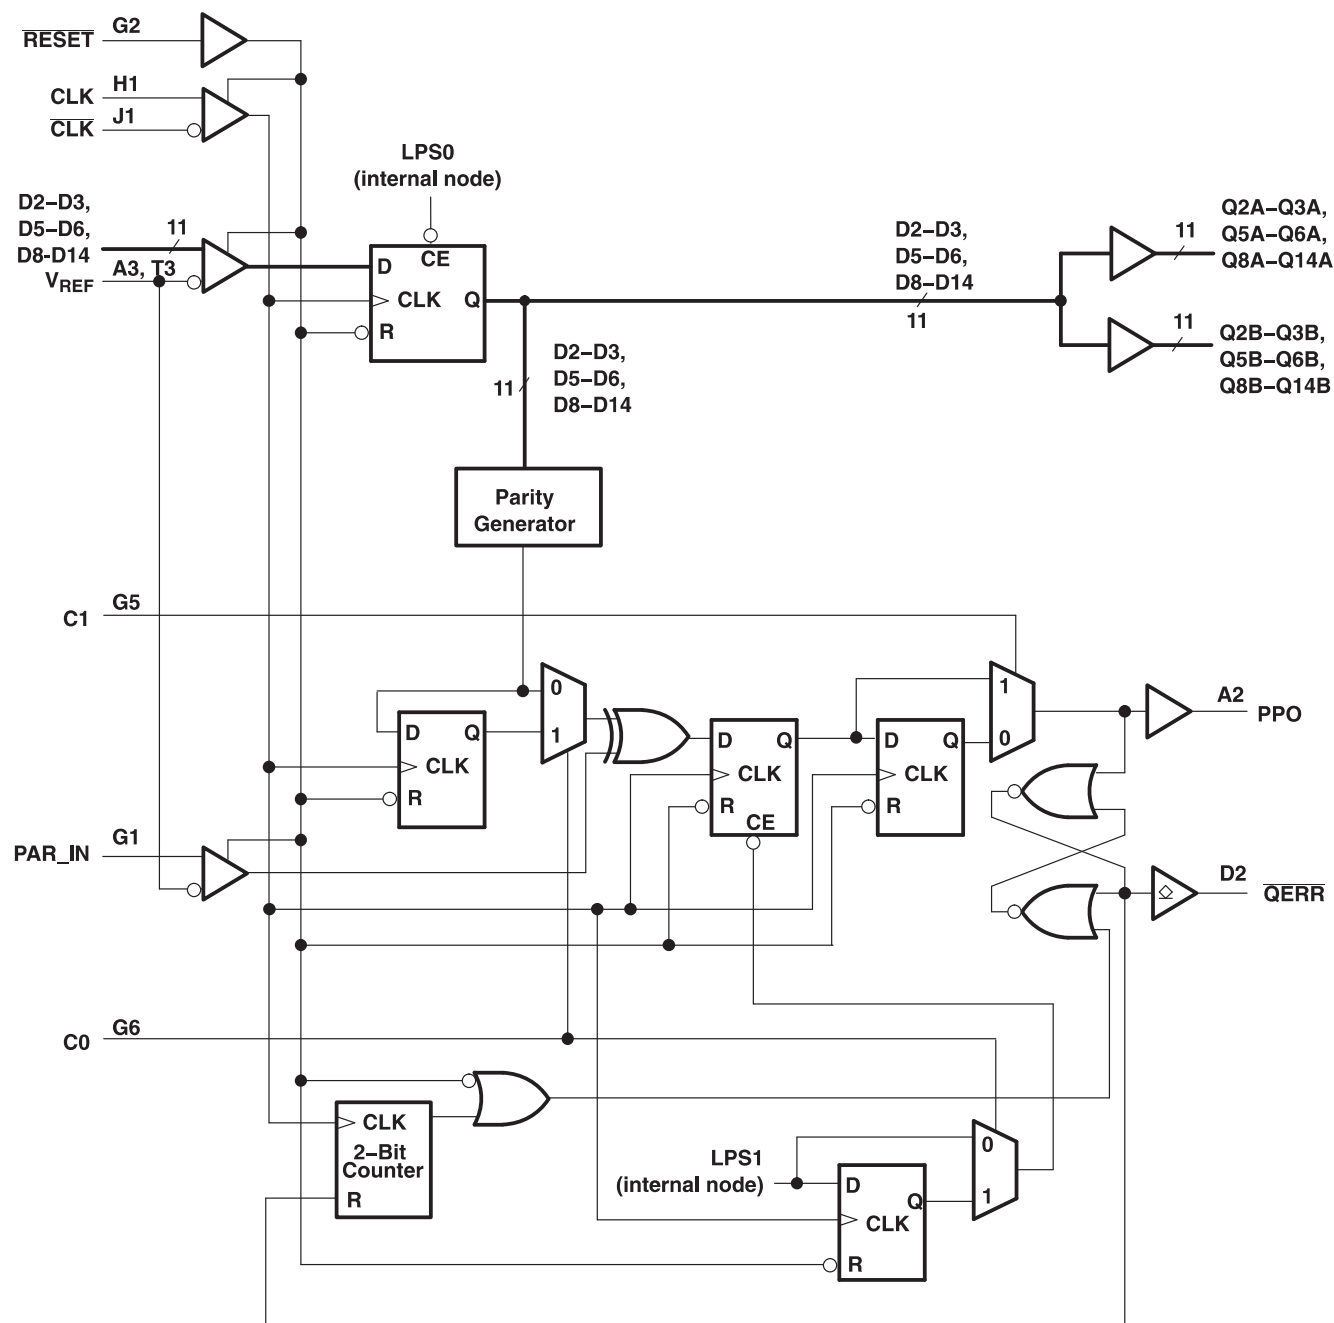 RESET G2
CLK H1
CLK J1
LPS0
(internal node)
D2–D3,
D5–D6,
D8-D14
11
VREF A3, T3
D
CE
CLK
Q
R
D2–D3,
D5–D6,
D8–D14
11
11
Q2A–Q3A,
Q5A–Q6A,
Q8A–Q14A
11
Q2B–Q3B,
Q5B–Q6B,
Q8B–Q14B
11
D2–D3,
D5–D6,
D8–D14
Parity
Generator
C1 G5
0
1
D
Q
CLK
R
D
Q
CLK
R
CE
D
Q
CLK
R
1
0
A2
PPO
PAR_IN G1
D2
QERR
C0 G6
CLK
2–Bit
Counter
R
LPS1
(internal node)
D
Q
CLK
R
0
1